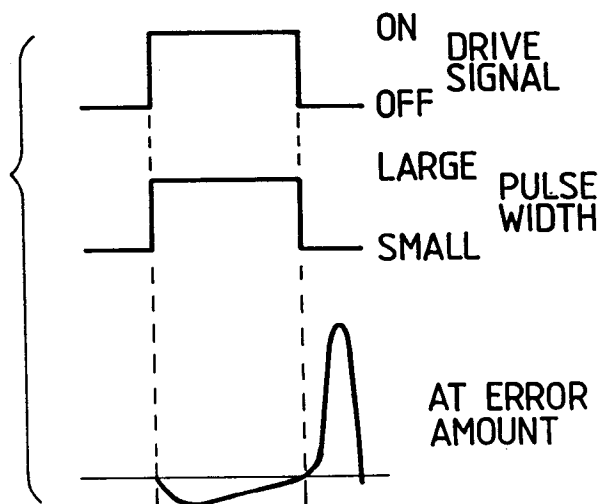 ON
DRIVE
SIGNAL
OFF
LARGE
PULSE
WIDTH
SMALL
AT ERROR
AMOUNT